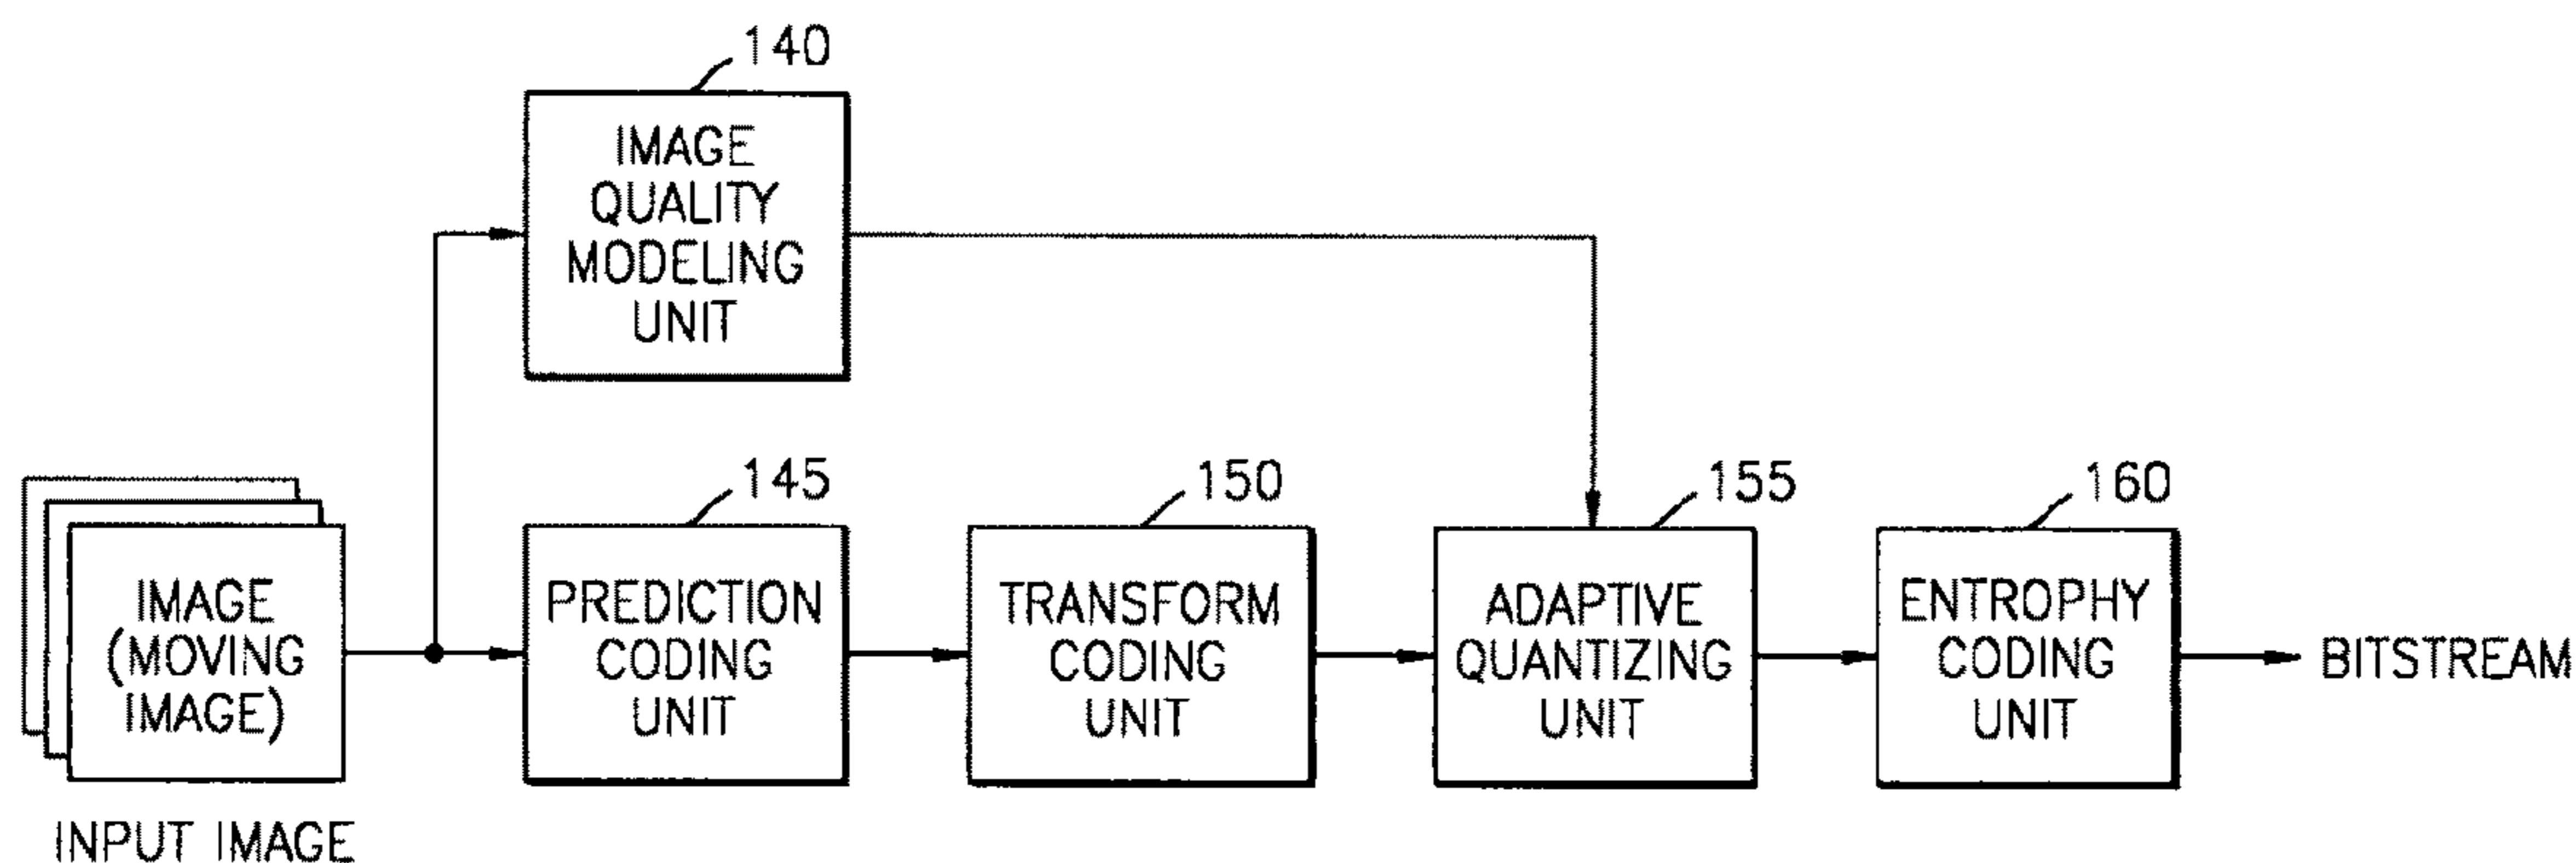 140
IMAGE
QUALITY
MODELING
UNIT
145
150
155
160
IMAGE
(MOVING
IMAGE)
PREDICTION
CODING
UNIT
TRANSFORM
CODING
UNIT
ADAPTIVE
QUANTIZING
UNIT
ENTROPHY
CODING
UNIT
BITSTREAM
INPUT IMAGE